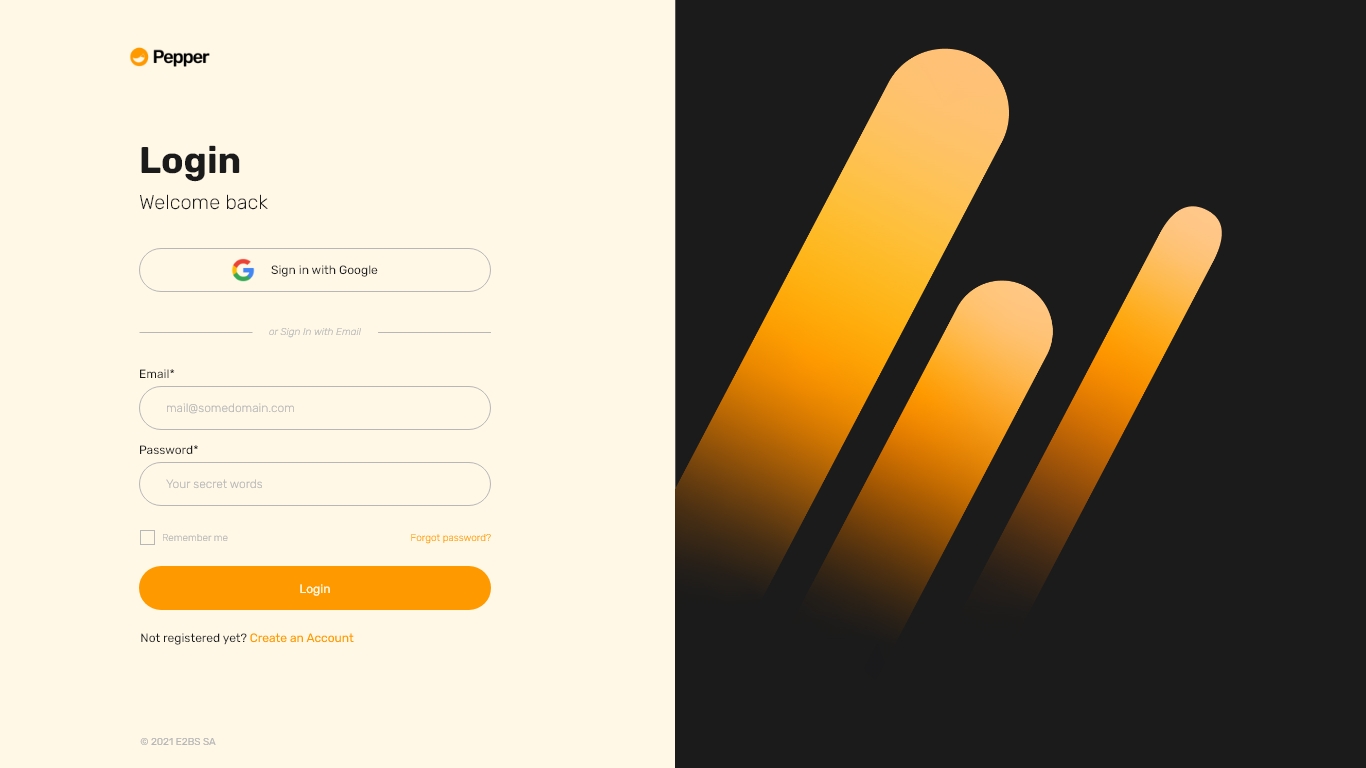 Pepper
Login
Welcome back
Sign in with Google
or Sign In with Email
Email*
mail@somedomain.com
Password*
Your secret words
Remember me
Forgot password?
Login
Not registered yet? Create an Account
© 2021 E2BS SA